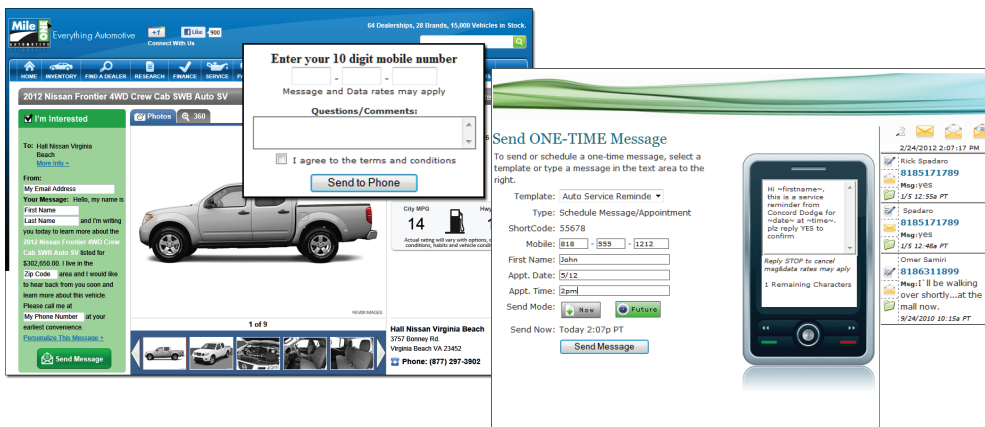 Mile
ONE
AUTOMOTIVE
Everything Automotive
+1
Like
900
Connect With Us
64 Dealerships, 28 Brands, 15,000 Vehicles in Stock.
HOME INVENTORY FIND A DEALER RESEARCH FINANCE SERVICE
2012 Nissan Frontier 4WD Crew Cab SWB Auto SV
I'm Interested
To: Hall Nissan Virginia
Beach
More Info +
From:
My Email Address
Your Message: Hello, my name is
First Name
Last Name and I'm writing
you today to learn more about the
2012 Nissan Frontier 4WD Crew
Cab SWB Auto SV listed for
$302,650.00. I live in the
Zip Code area and I would like
to hear back from you soon and
learn more about this vehicle.
Please call me at
My Phone Number at your
earliest convenience.
Personalize This Message +
Send Message
Photos 360
City MPG
14
Hwy
Actual rating will vary with options,
conditions, habits and vehicle
©EVOX IMAGES
1 of 9
Hall Nissan Virginia Beach
3757 Bonney Rd.
Virginia Beach VA 23452
Phone: (877) 297-3902
Enter your 10 digit mobile number
- -
Message and Data rates may apply
Questions/Comments:
I agree to the terms and conditions
Send to Phone
Send ONE-TIME Message
To send or schedule a one-time message, select a
template or type a message in the text area to the
right.
Template: Auto Service Reminde
Type: Schedule Message/Appointment
ShortCode: 55678
Mobile: 818 - 555 - 1212
First Name: John
Appt. Date: 5/12
Appt. Time: 2pm
Send Mode: Now Future
Send Now: Today 2:07p PT
Send Message
Hi ~firstname~,
this is a service
reminder from
Concord Dodge for
~date~ at ~time~.
plz reply YES to
confirm
Reply STOP to cancel
msg&data rates may aply
1 Remaining Characters
2/24/2012 2:07:17 PM
Rick Spadaro
8185171789
Msg:yes
1/5 12:55a PT
Spadaro
8185171789
Msg:yes
1/5 12:48a PT
Omer Samiri
8186311899
Msg:I`ll be walking
over shortly...at the
mall now.
9/24/2010 10:15a PT